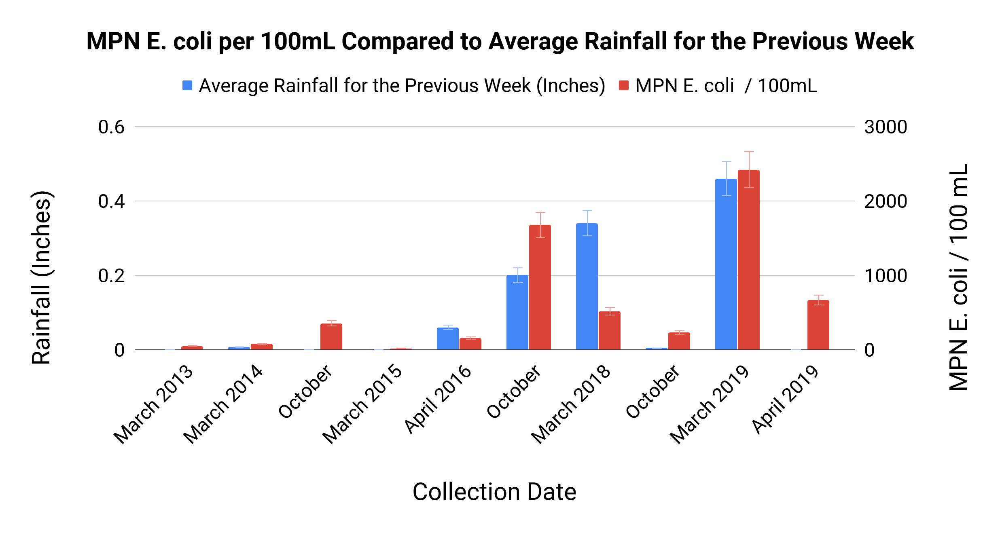 MPN E. coli per 100mL Compared to Average Rainfall for the Previous Week
Average Rainfall for the Previous Week (Inches)
MPN E. coli / 100mL
Rainfall (Inches)
0.6
0.4
0.2
0
3000
2000
1000
0
MPN E. coli / 100 mL
March 2013
March 2014
October
March 2015
April 2016
October
March 2018
October
March 2019
April 2019
Collection Date